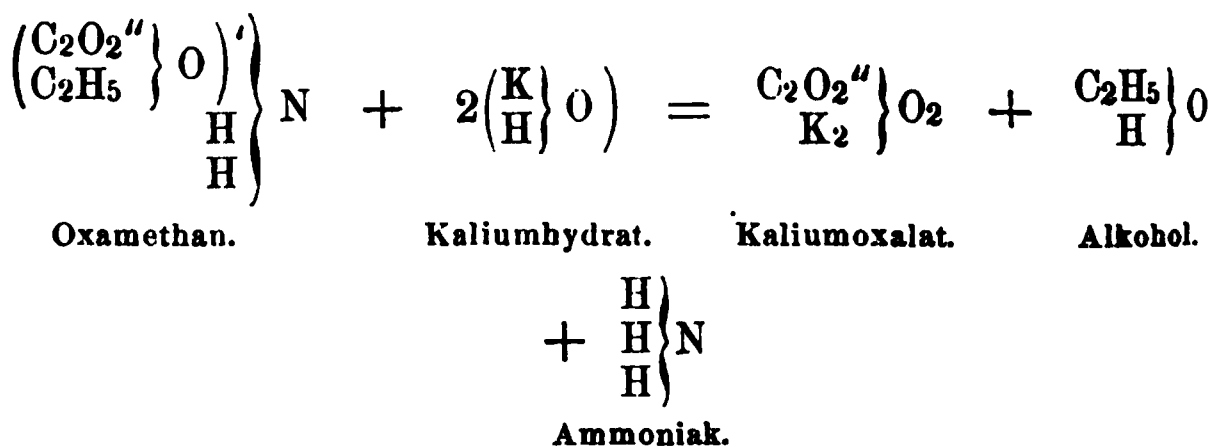 (C₂O₂″ C₂H₅ } O)′ H H } N + 2(K H } O) = C₂O₂″ K₂ } O₂ + C₂H₅ H } O
Oxamethan. Kaliumhydrat. Kaliumoxalat. Alkohol.
+ H H H } N
Ammoniak.